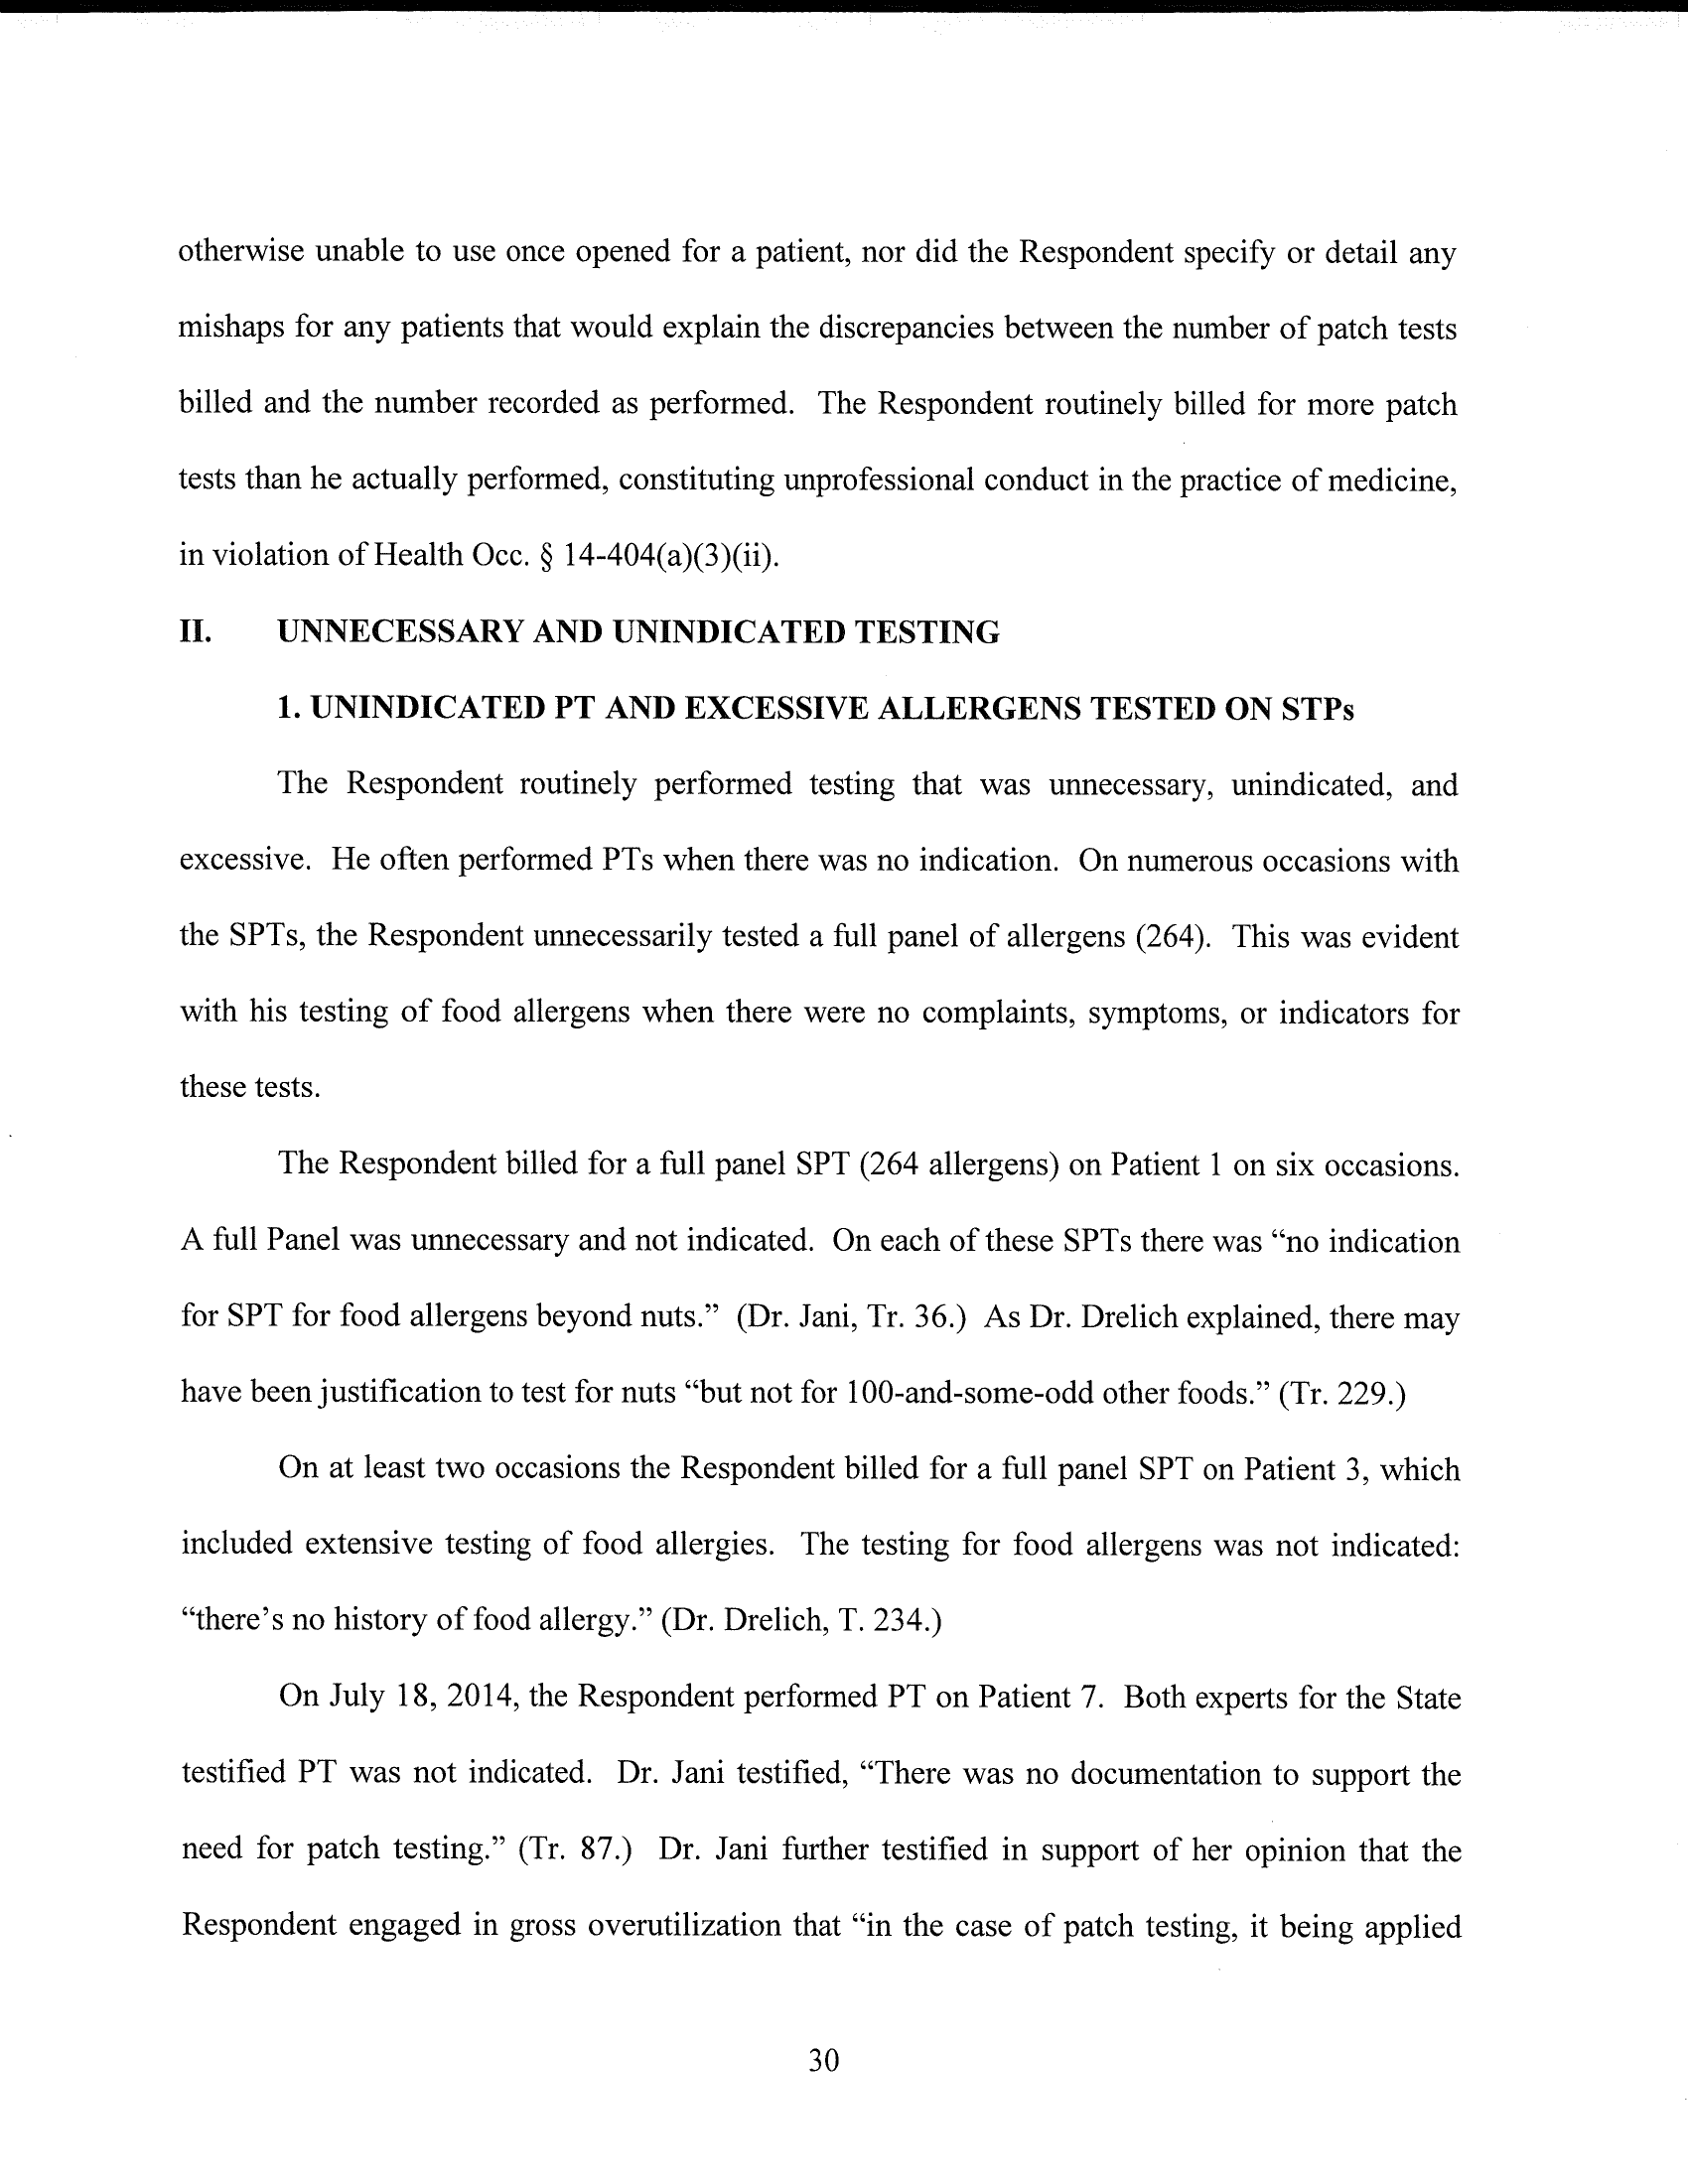 otherwise unable to use once opened for a patient, nor did the Respondent specify or detail any
mishaps for any patients that would explain the discrepancies between the number of patch tests
billed and the number recorded as performed. The Respondent routinely billed for more patch
tests than he actually performed, constituting unprofessional conduct in the practice of medicine,
in violation of Health Occ. § 14-404(a)(3)(ii).
II. UNNECESSARY AND UNINDICATED TESTING
1. UNINDICATED PT AND EXCESSIVE ALLERGENS TESTED ON STPs
The Respondent routinely performed testing that was unnecessary, unindicated, and
excessive. He often performed PTs when there was no indication. On numerous occasions with
the SPTs, the Respondent unnecessarily tested a full panel of allergens (264). This was evident
with his testing of food allergens when there were no complaints, symptoms, or indicators for
these tests.
The Respondent billed for a full panel SPT (264 allergens) on Patient 1 on six occasions.
A full Panel was unnecessary and not indicated. On each of these SPTs there was “no indication
for SPT for food allergens beyond nuts.” (Dr. Jani, Tr. 36.) As Dr. Drelich explained, there may
have been justification to test for nuts “but not for 100-and-some-odd other foods.” (Tr. 229.)
On at least two occasions the Respondent billed for a full panel SPT on Patient 3, which
included extensive testing of food allergies. The testing for food allergens was not indicated:
“there’s no history of food allergy.” (Dr. Drelich, T. 234.)
On July 18, 2014, the Respondent performed PT on Patient 7. Both experts for the State
testified PT was not indicated. Dr. Jani testified, “There was no documentation to support the
need for patch testing.” (Tr. 87.) Dr. Jani further testified in support of her opinion that the
Respondent engaged in gross overutilization that “in the case of patch testing, it being applied
30